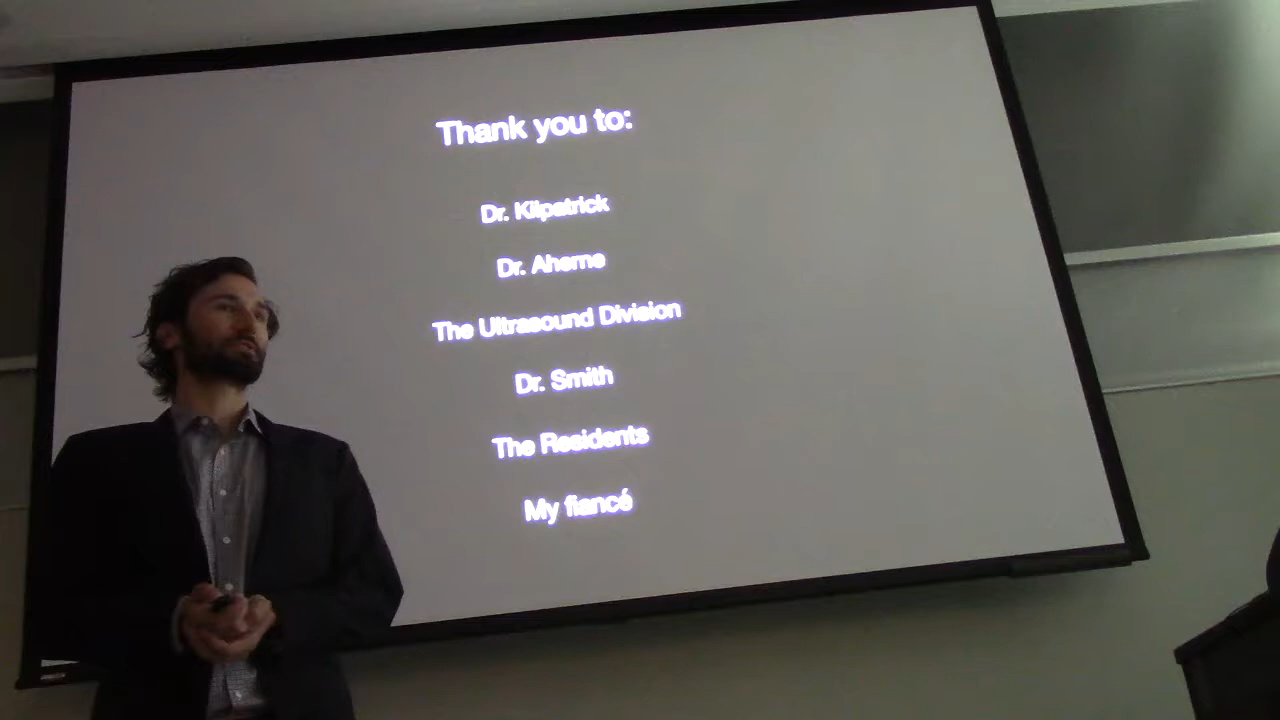 Thank you to:
Dr. Kilpatrick
Dr. Aherne
The Ultrasound Division
Dr. Smith
The Residents
My fiancé